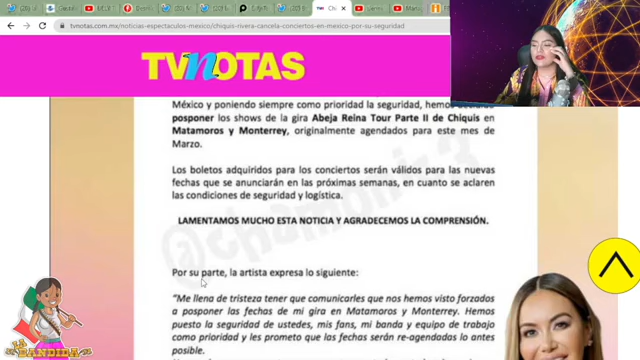 tvnotas.com.mx/noticias-espectaculos-mexico/chiquis-rivera-cancela-conciertos-en-mexico-por-su-seguridad
TVnOTAS
México y poniendo siempre como prioridad la seguridad, hemos
posponer los shows de la gira Abeja Reina Tour Parte II de Chiquis en
Matamoros y Monterrey, originalmente agendados para este mes de
Marzo.
Los boletos adquiridos para los conciertos serán válidos para las nuevas
fechas que se anunciarán en las próximas semanas, en cuanto se aclaren
las condiciones de seguridad y logística.
LAMENTAMOS MUCHO ESTA NOTICIA Y AGRADECEMOS LA COMPRENSIÓN.
Por su parte, la artista expresa lo siguiente:
“Me llena de tristeza tener que comunicarles que nos hemos visto forzados
a posponer las fechas de mi gira en Matamoros y Monterrey. Hemos
puesto la seguridad de ustedes, mis fans, mi banda y equipo de trabajo
como prioridad y les prometo que las fechas serán re-agendadas lo antes
posible.
LA
BANDIDA